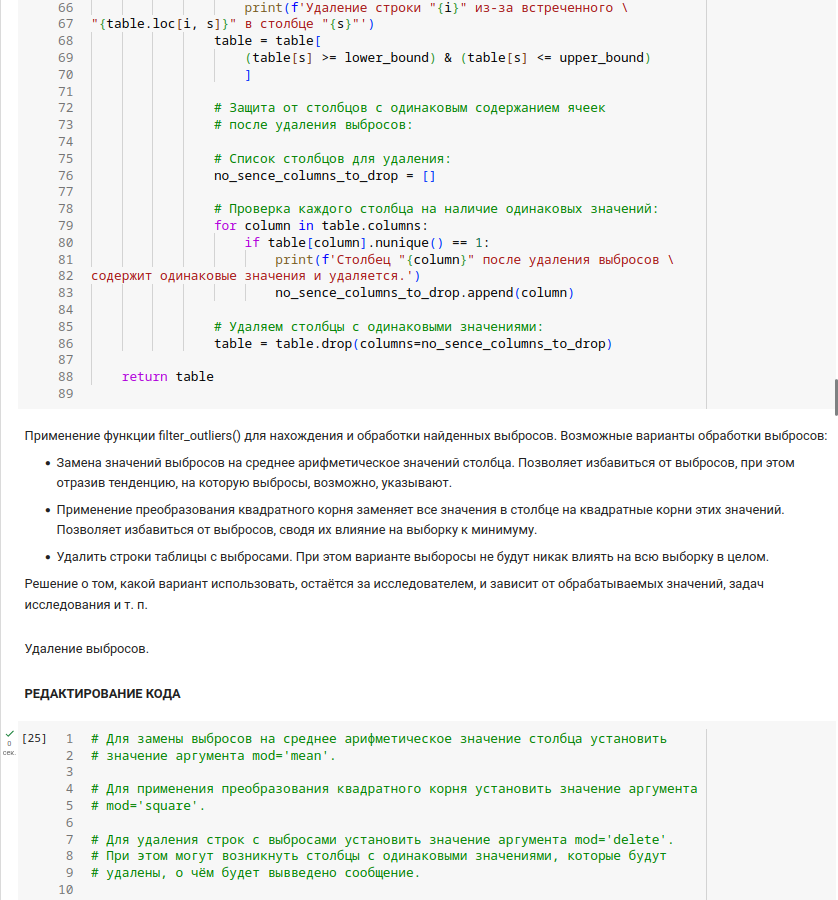 66 print(f'Удаление строки "{i}" из-за встреченного \
67 "{table.loc[i, s]}" в столбце "{s}"')
68 table = table[
69 (table[s] >= lower_bound) & (table[s] <= upper_bound)
70 ]
71
72 # Защита от столбцов с одинаковым содержанием ячеек
73 # после удаления выбросов:
74
75 # Список столбцов для удаления:
76 no_sence_columns_to_drop = []
77
78 # Проверка каждого столбца на наличие одинаковых значений:
79 for column in table.columns:
80 if table[column].nunique() == 1:
81 print(f'Столбец "{column}" после удаления выбросов \
82 содержит одинаковые значения и удаляется.')
83 no_sence_columns_to_drop.append(column)
84
85 # Удаляем столбцы с одинаковыми значениями:
86 table = table.drop(columns=no_sence_columns_to_drop)
87
88 return table
89
Применение функции filter_outliers() для нахождения и обработки найденных выбросов. Возможные варианты обработки выбросов:
• Замена значений выбросов на среднее арифметическое значений столбца. Позволяет избавиться от выбросов, при этом
отразив тенденцию, на которую выбросы, возможно, указывают.
• Применение преобразования квадратного корня заменяет все значения в столбце на квадратные корни этих значений.
Позволяет избавиться от выбросов, сводя их влияние на выборку к минимуму.
• Удалить строки таблицы с выбросами. При этом варианте выборосы не будут никак влиять на всю выборку в целом.
Решение о том, какой вариант использовать, остаётся за исследователем, и зависит от обрабатываемых значений, задач
исследования и т. п.
Удаление выбросов.
РЕДАКТИРОВАНИЕ КОДА
0
сек.
[25] 1 # Для замены выбросов на среднее арифметическое значение столбца установить
2 # значение аргумента mod='mean'.
3
4 # Для применения преобразования квадратного корня установить значение аргумента
5 # mod='square'.
6
7 # Для удаления строк с выбросами установить значение аргумента mod='delete'.
8 # При этом могут возникнуть столбцы с одинаковыми значениями, которые будут
9 # удалены, о чём будет вывведено сообщение.
10